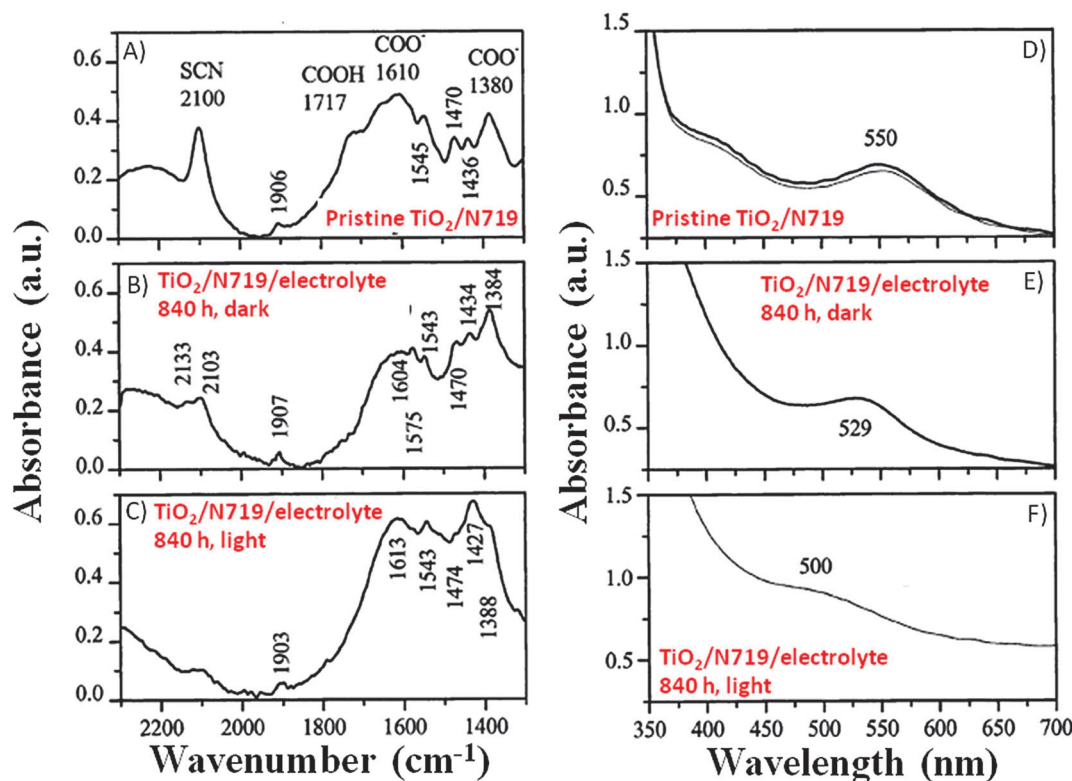 Absorbance (a.u.)
0.6
0.4
0.2
0.0
A)
SCN
2100
1906
COOH
1717
COO⁻
1610
1545
1470
1436
COO⁻
1380
Pristine TiO₂/N719
0.6
0.4
0.2
0.0
B)
TiO₂/N719/electrolyte
840 h, dark
2133
2103
1907
1604
1575
1543
1470
1434
1384
0.6
0.4
0.2
0.0
C)
TiO₂/N719/electrolyte
840 h, light
1903
1613
1543
1474
1427
1388
2200 2000 1800 1600 1400
Wavenumber (cm⁻¹)
Absorbance (a.u.)
1.5
1.0
0.5
D)
550
Pristine TiO₂/N719
1.5
1.0
0.5
TiO₂/N719/electrolyte
840 h, dark
E)
529
1.5
1.0
0.5
F)
500
TiO₂/N719/electrolyte
840 h, light
350 400 450 500 550 600 650 700
Wavelength (nm)